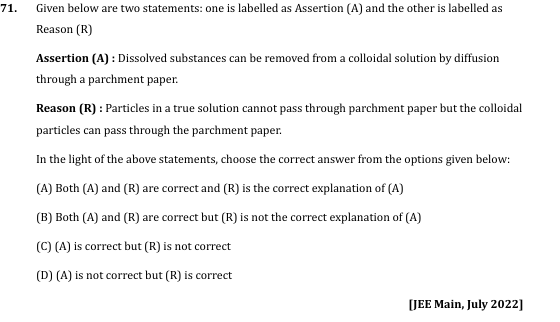 71. Given below are two statements: one is labelled as Assertion (A) and the other is labelled as
Reason (R)
Assertion (A) : Dissolved substances can be removed from a colloidal solution by diffusion
through a parchment paper.
Reason (R) : Particles in a true solution cannot pass through parchment paper but the colloidal
particles can pass through the parchment paper.
In the light of the above statements, choose the correct answer from the options given below:
(A) Both (A) and (R) are correct and (R) is the correct explanation of (A)
(B) Both (A) and (R) are correct but (R) is not the correct explanation of (A)
(C) (A) is correct but (R) is not correct
(D) (A) is not correct but (R) is correct
[JEE Main, July 2022]